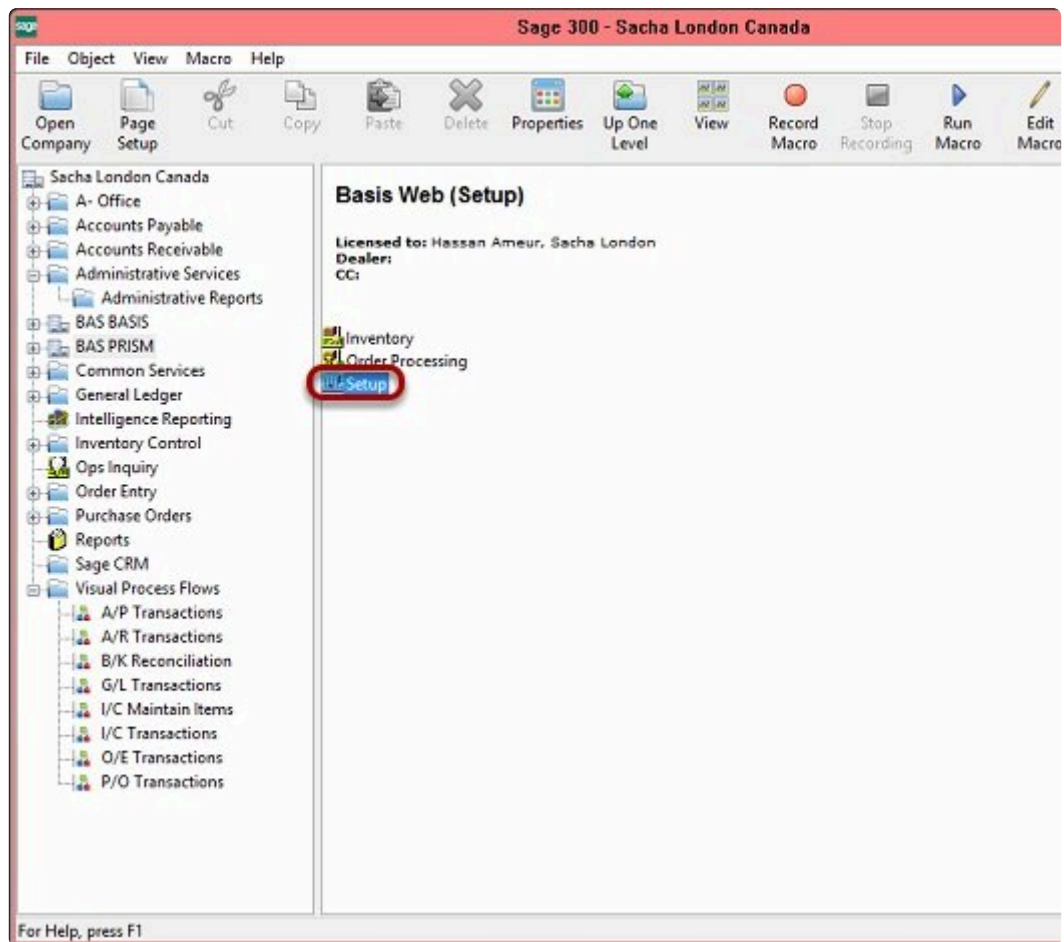 sage
Sage 300 - Sacha London Canada
File Object View Macro Help
Open Company
Page Setup
Cut
Copy
Paste
Delete
Properties
Up One Level
View
Record Macro
Stop Recording
Run Macro
Edit Macro
Sacha London Canada
A- Office
Accounts Payable
Accounts Receivable
Administrative Services
Administrative Reports
BAS BASIS
BAS PRISM
Common Services
General Ledger
Intelligence Reporting
Inventory Control
Ops Inquiry
Order Entry
Purchase Orders
Reports
Sage CRM
Visual Process Flows
A/P Transactions
A/R Transactions
B/K Reconciliation
G/L Transactions
I/C Maintain Items
I/C Transactions
O/E Transactions
P/O Transactions
Basis Web (Setup)
Licensed to: Hassan Ameur, Sacha London
Dealer:
CC:
Inventory
Order Processing
Setup
For Help, press F1